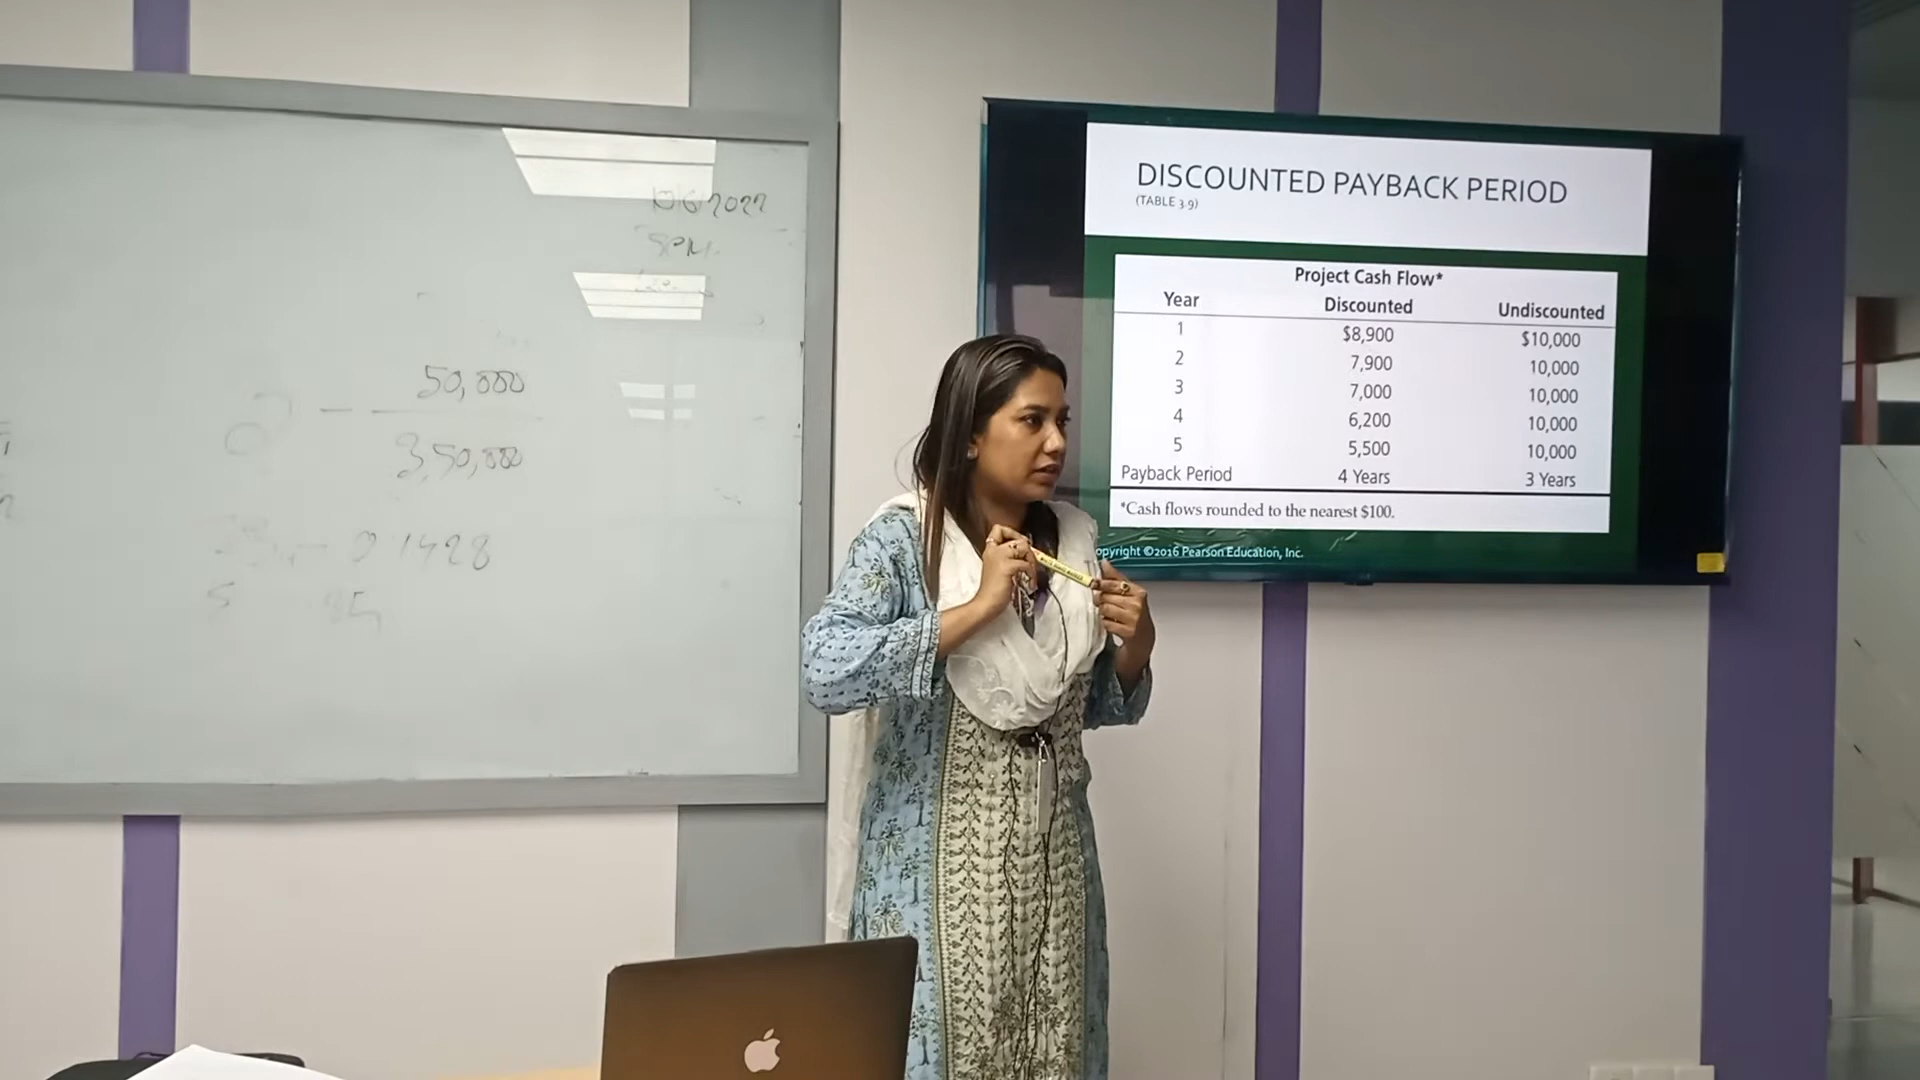 50,000
3,50,000
0 1428
DISCOUNTED PAYBACK PERIOD
(TABLE 3.9)
Project Cash Flow*
Year Discounted Undiscounted
1 $8,900 $10,000
2 7,900 10,000
3 7,000 10,000
4 6,200 10,000
5 5,500 10,000
Payback Period 4 Years 3 Years
*Cash flows rounded to the nearest $100.
opyright ©2016 Pearson Education, Inc.